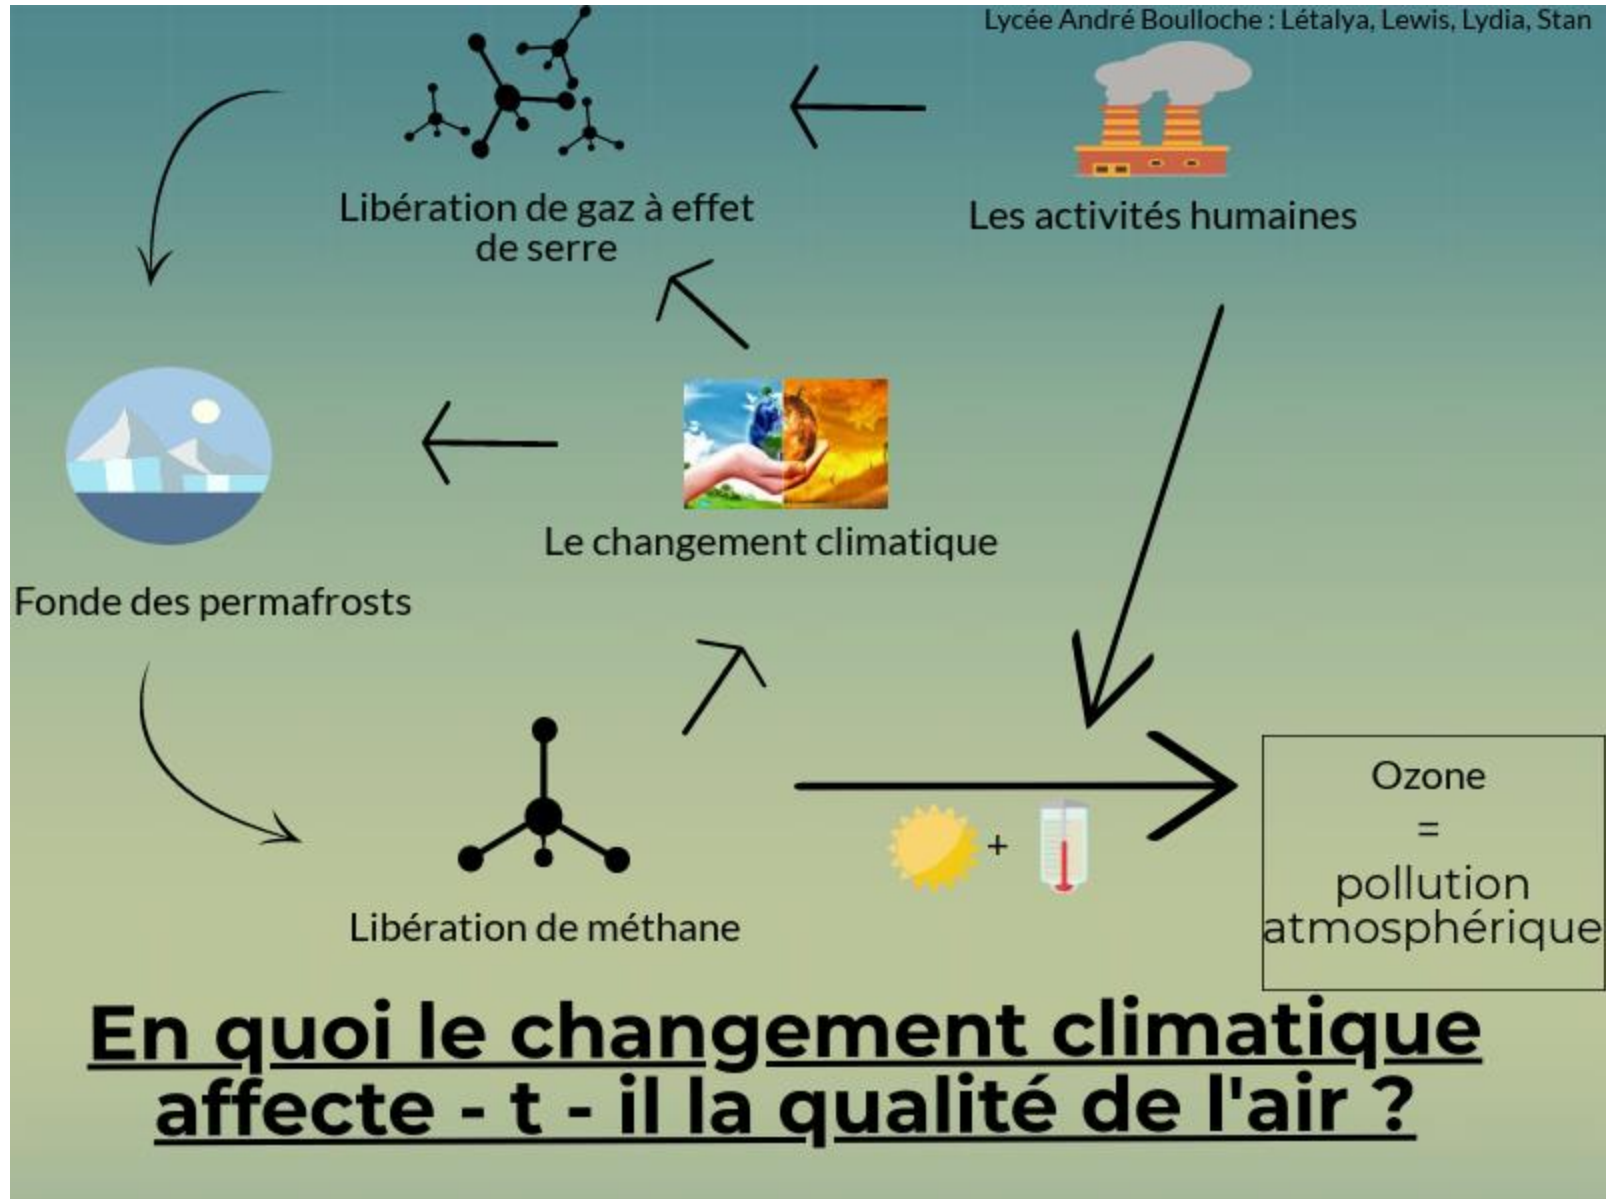 Lycée André Boulloche : Létalya, Lewis, Lydia, Stan
Libération de gaz à effet
de serre
Les activités humaines
Le changement climatique
Fonde des permafrosts
Libération de méthane
+
Ozone
=
pollution
atmosphérique
En quoi le changement climatique
affecte - t - il la qualité de l'air ?